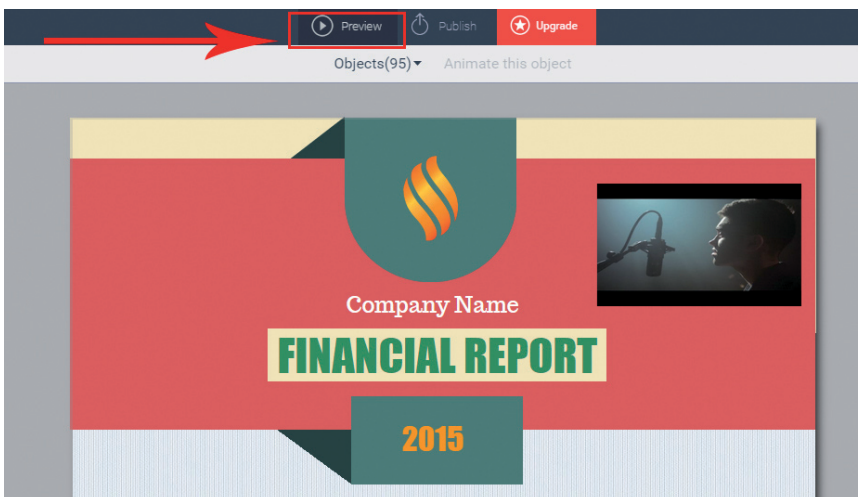 Preview Publish Upgrade
Objects(95) Animate this object
Company Name
FINANCIAL REPORT
2015